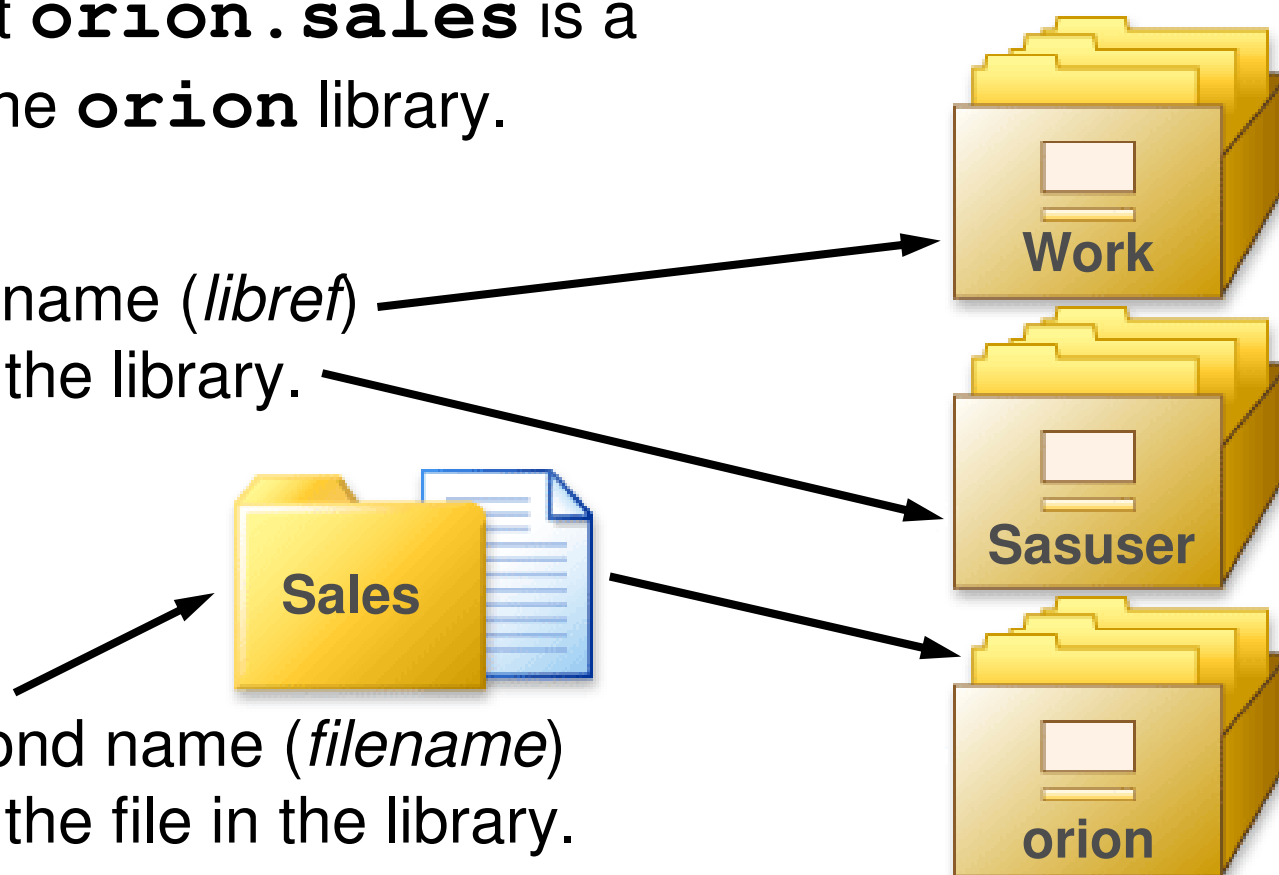 orion.sales is a
orion library.
name (libref)
the library.
Sales
ond name (filename)
the file in the library.
Work
Sasuser
orion